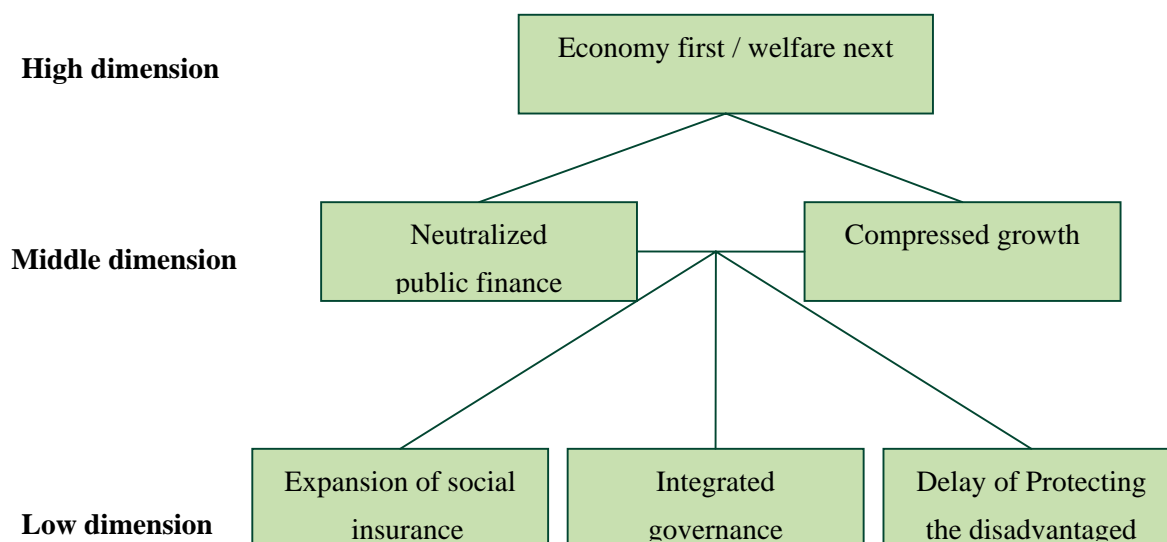 Economy first / welfare next
High dimension
Neutralized
public finance
Compressed growth
Middle dimension
Expansion of social
insurance
Integrated
governance
Delay of Protecting
the disadvantaged
Low dimension